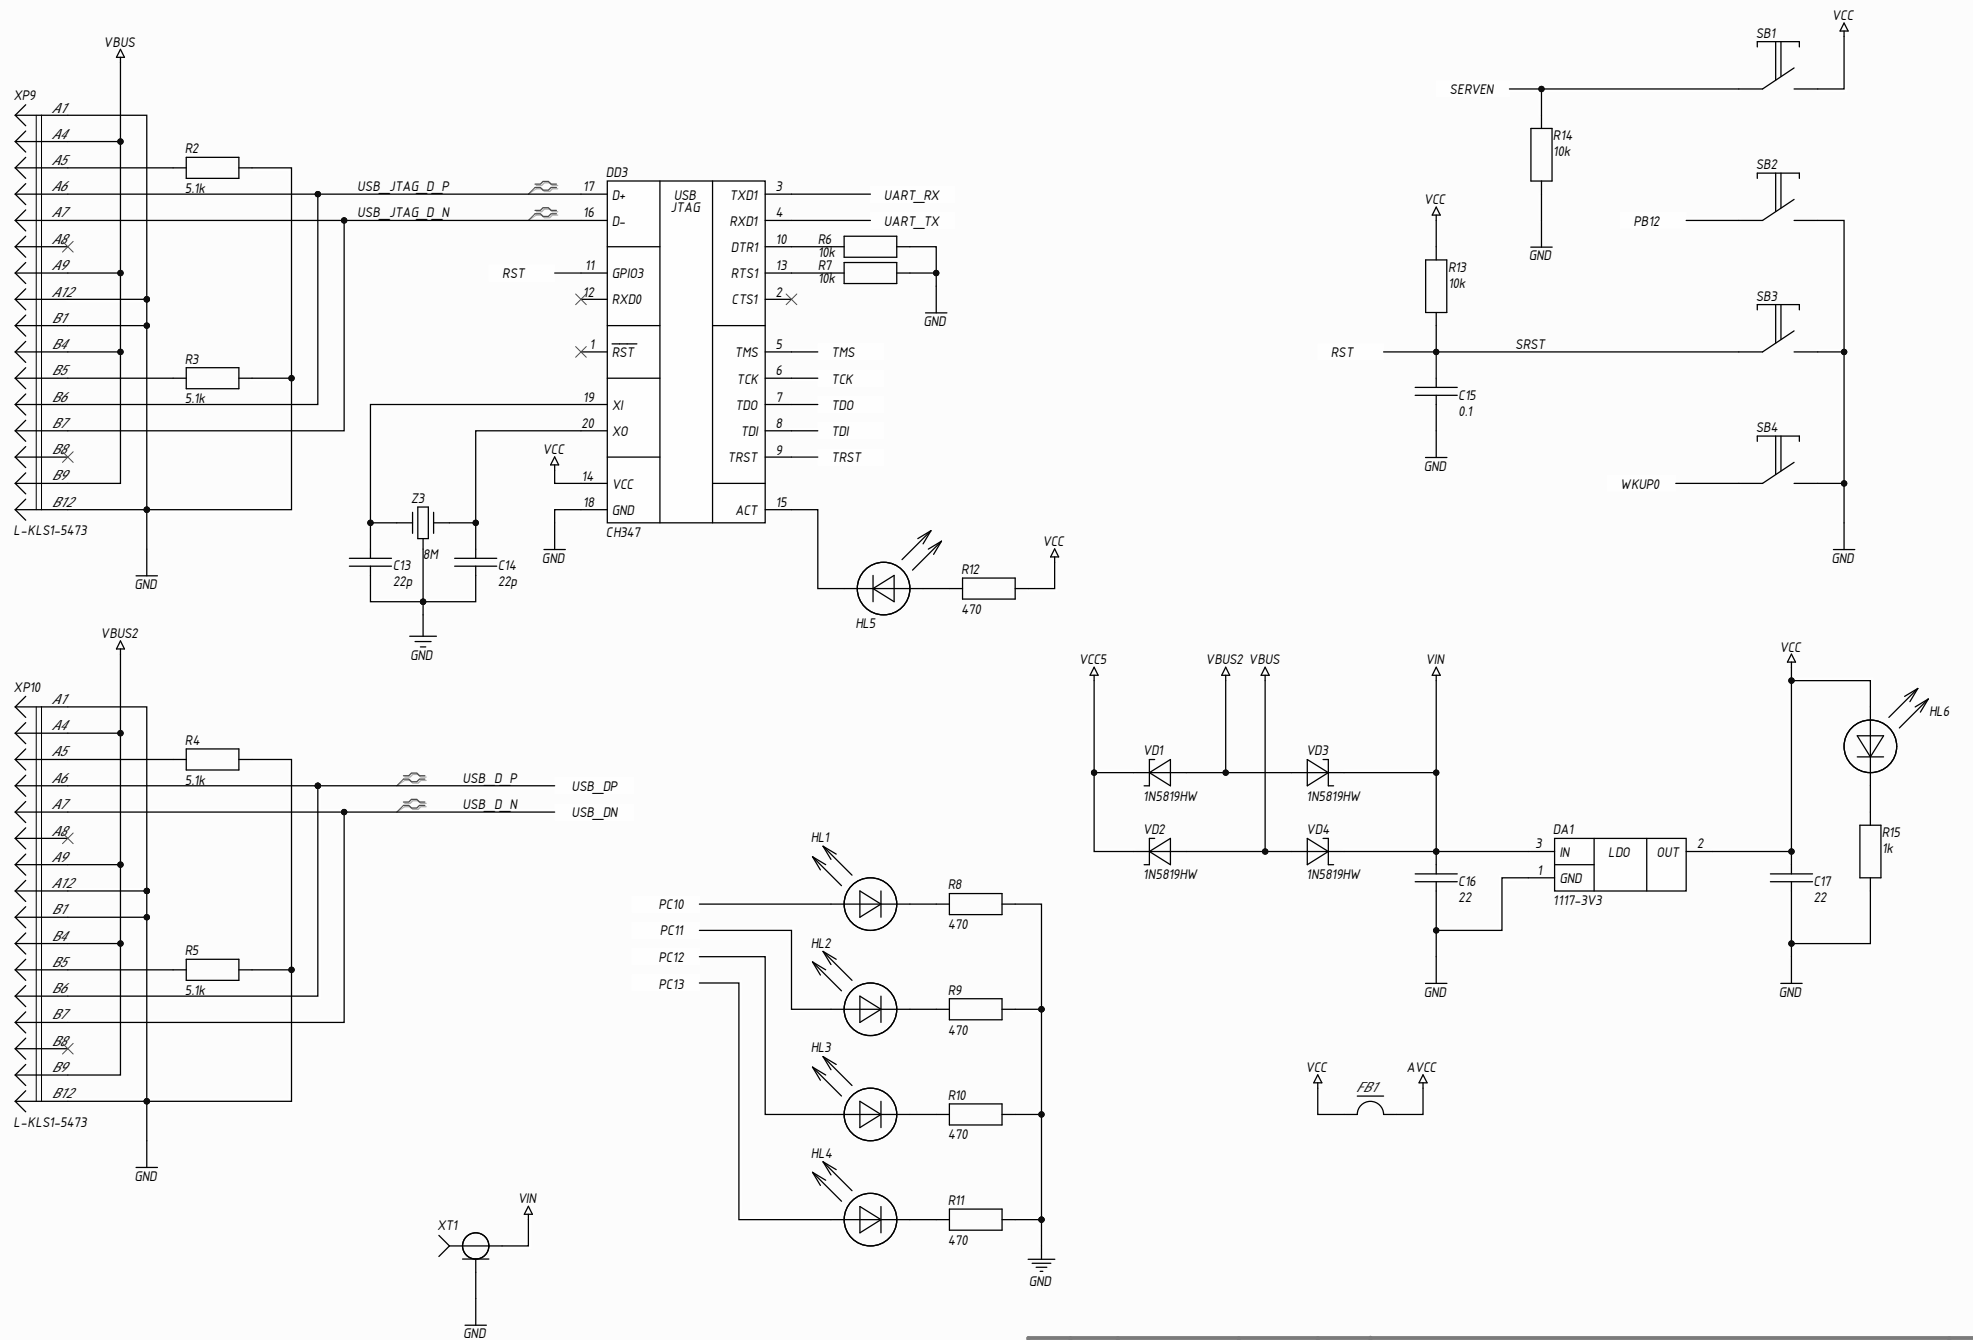 VBUS
XP9
A1
A4
A5
A6
A7
A8
A9
A12
B1
B4
B5
B6
B7
B8
B9
B12
L-KLS1-5473
R2
5.1k
R3
5.1k
GND
USB_JTAG_D_P
USB_JTAG_D_N
RST
DD3
17 D+
16 D-
11 GPIO3
12 RXD0
1 RST
19 XI
20 XO
14 VCC
18 GND
USB
JTAG
TXD1 3 UART_RX
RXD1 4 UART_TX
DTR1 10
RTS1 13
CTS1 2
TMS 5 TMS
TCK 6 TCK
TDO 7 TDO
TDI 8 TDI
TRST 9 TRST
ACT 15
CH347
R6
10k
R7
10k
GND
VCC
GND
Z3
8M
C13
22p
C14
22p
GND
HL5
R12
470
VCC
SB1
VCC
SERVEN
R14
10k
GND
SB2
PB12
VCC
R13
10k
SB3
RST
SRST
C15
0.1
GND
SB4
WKUP0
GND
VBUS2
XP10
A1
A4
A5
A6
A7
A8
A9
A12
B1
B4
B5
B6
B7
B8
B9
B12
L-KLS1-5473
R4
5.1k
R5
5.1k
GND
USB_D_P USB_DP
USB_D_N USB_DN
VCC5
VBUS2 VBUS
VIN
VCC
VD1
1N5819HW
VD3
1N5819HW
VD2
1N5819HW
VD4
1N5819HW
HL6
R15
1k
DA1
3 IN LDO OUT 2
1 GND
1117-3V3
C16
22
C17
22
GND
GND
PC10
PC11
PC12
PC13
HL1
R8
470
HL2
R9
470
HL3
R10
470
HL4
R11
470
GND
VCC
FB1
AVCC
XT1
VIN
GND